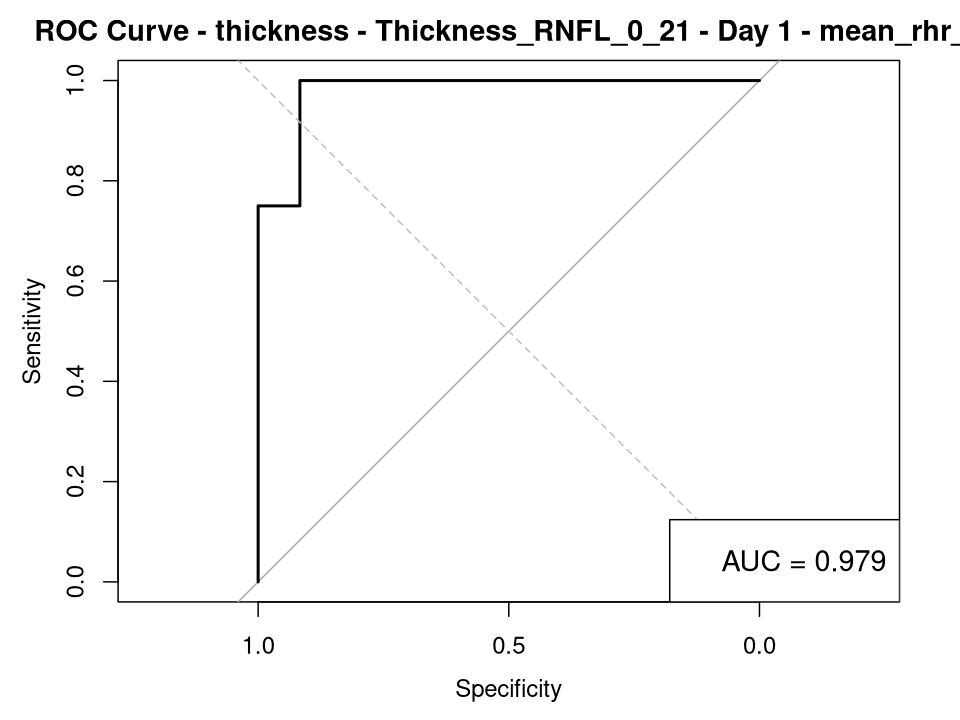 ROC Curve - thickness - Thickness_RNFL_0_21 - Day 1 - mean_rhr_
1.0
0.8
0.6
0.4
0.2
0.0
Sensitivity
AUC = 0.979
1.0 0.5 0.0
Specificity